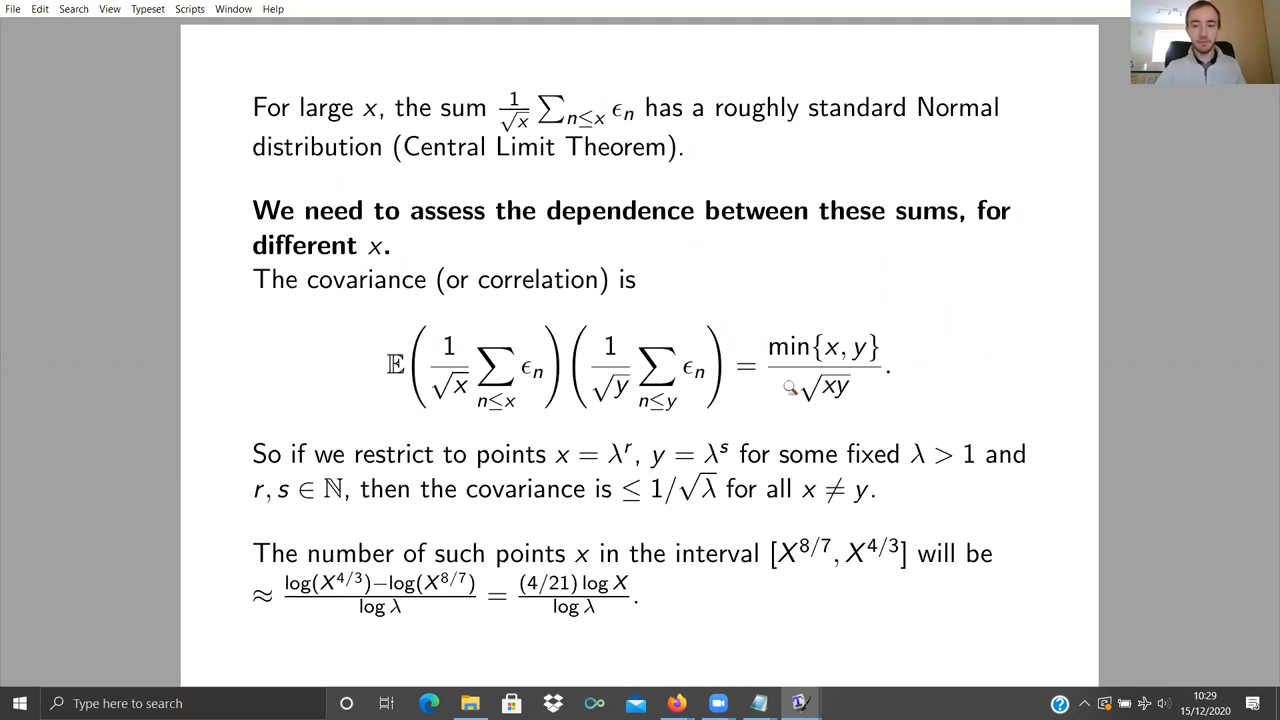 File Edit Search View Typeset Scripts Window Help
For large x, the sum 1/√x ∑_{n≤x} ϵ_n has a roughly standard Normal
distribution (Central Limit Theorem).
We need to assess the dependence between these sums, for
different x.
The covariance (or correlation) is
𝔼(1/√x ∑_{n≤x} ϵ_n)(1/√y ∑_{n≤y} ϵ_n) = min{x, y}/√xy.
So if we restrict to points x = λ^r, y = λ^s for some fixed λ > 1 and
r, s ∈ ℕ, then the covariance is ≤ 1/√λ for all x ≠ y.
The number of such points x in the interval [X^{8/7}, X^{4/3}] will be
≈ (log(X^{4/3})−log(X^{8/7}))/log λ = ((4/21) log X)/log λ.
Type here to search
10:29
15/12/2020